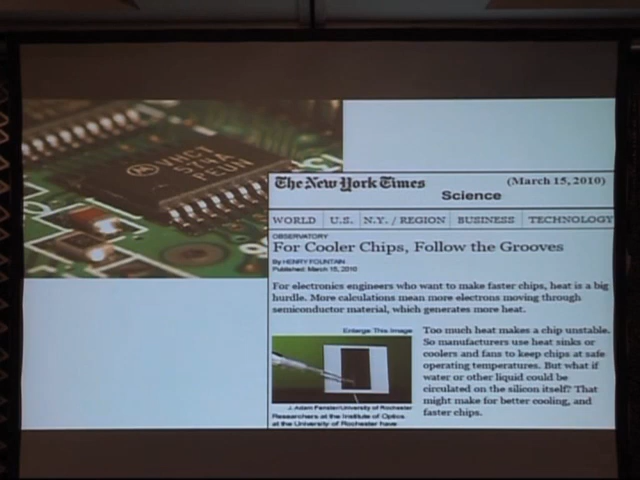 VHCT
574A
PEUN
The New York Times
(March 15, 2010)
Science
WORLD U.S. N.Y. / REGION BUSINESS TECHNOLOGY
OBSERVATORY
For Cooler Chips, Follow the Grooves
By HENRY FOUNTAIN
Published: March 15, 2010
For electronics engineers who want to make faster chips, heat is a big
hurdle. More calculations mean more electrons moving through
semiconductor material, which generates more heat.
Enlarge This Image
J. Adam Fenster/University of Rochester
Researchers at the Institute of Optics
at the University of Rochester have
Too much heat makes a chip unstable.
So manufacturers use heat sinks or
coolers and fans to keep chips at safe
operating temperatures. But what if
water or other liquid could be
circulated on the silicon itself? That
might make for better cooling, and
faster chips.